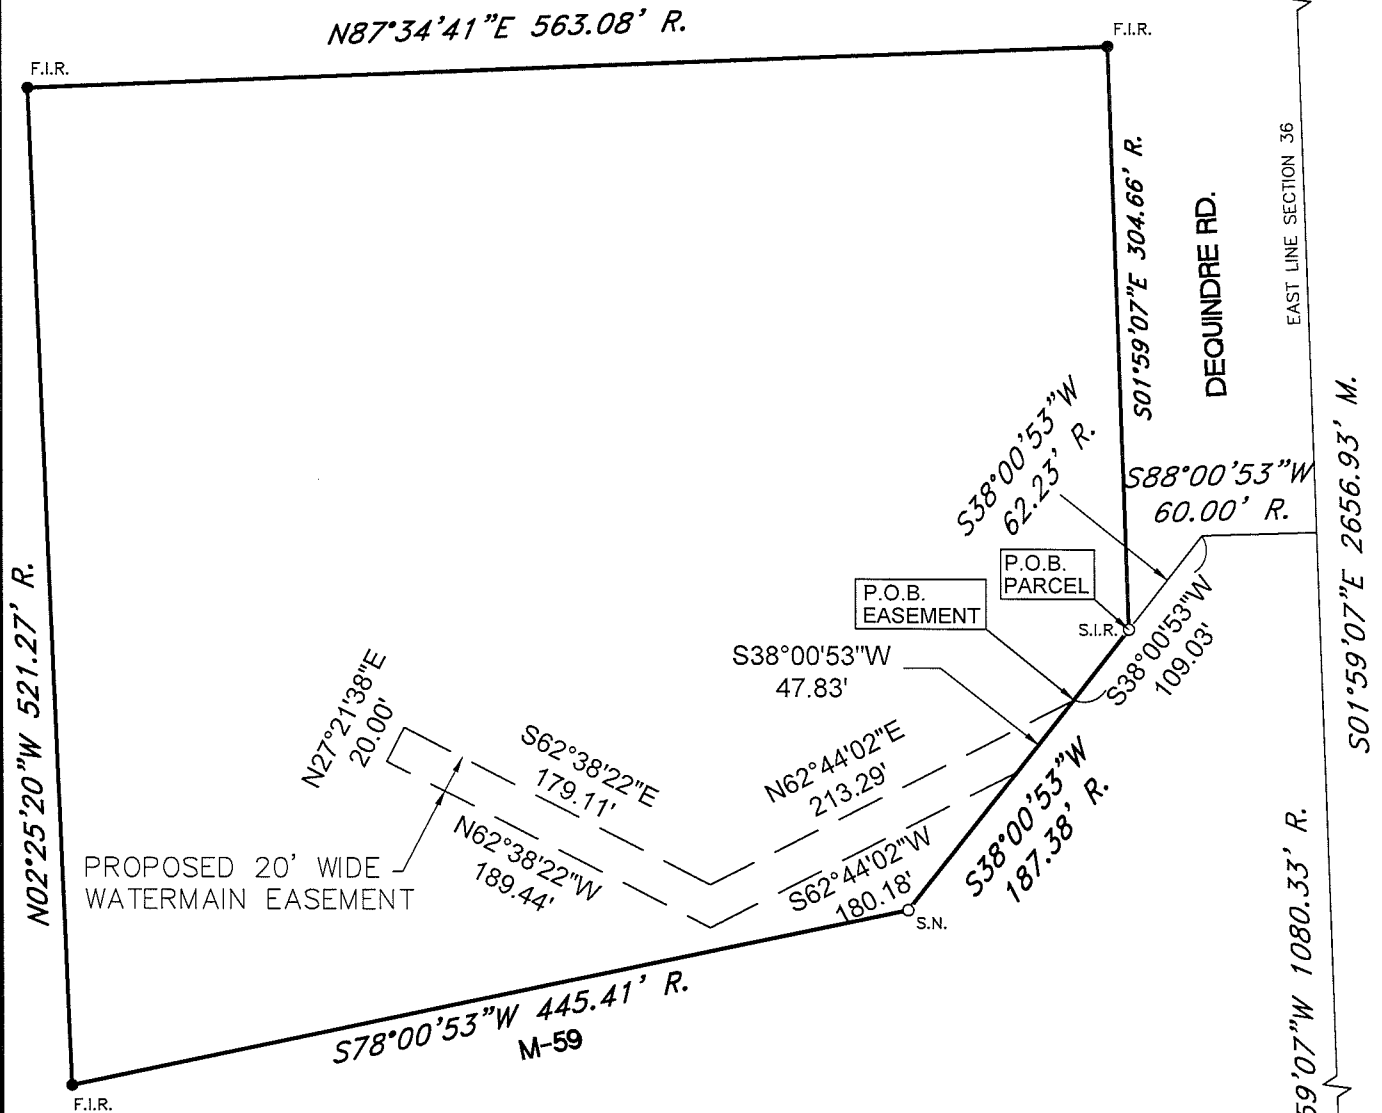 N87°34'41"E 563.08' R.
F.I.R.
F.I.R.
EAST LINE SECTION 36
S01°59'07"E 304.66' R.
DEQUINDRE RD.
S38°00'53"W
62.23' R.
S88°00'53"W
60.00' R.
S01°59'07"E 2656.93' M.
P.O.B.
PARCEL
P.O.B.
EASEMENT
S.I.R.
S38°00'53"W
109.03'
S38°00'53"W
47.83'
N02°25'20"W 521.27' R.
N27°21'38"E
20.00'
S62°38'22"E
179.11'
N62°44'02"E
213.29'
N62°38'22"W
189.44'
S62°44'02"W
180.18'
S38°00'53"W
187.38' R.
PROPOSED 20' WIDE
WATERMAIN EASEMENT
S.N.
S78°00'53"W 445.41' R.
M-59
59'07"W 1080.33' R.
F.I.R.